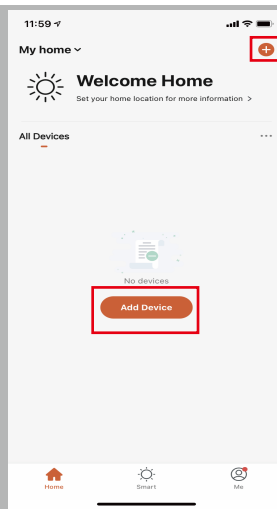 11:59
My home
Welcome Home
Set your home location for more information >
All Devices
No devices
Add Device
Home
Smart
Me